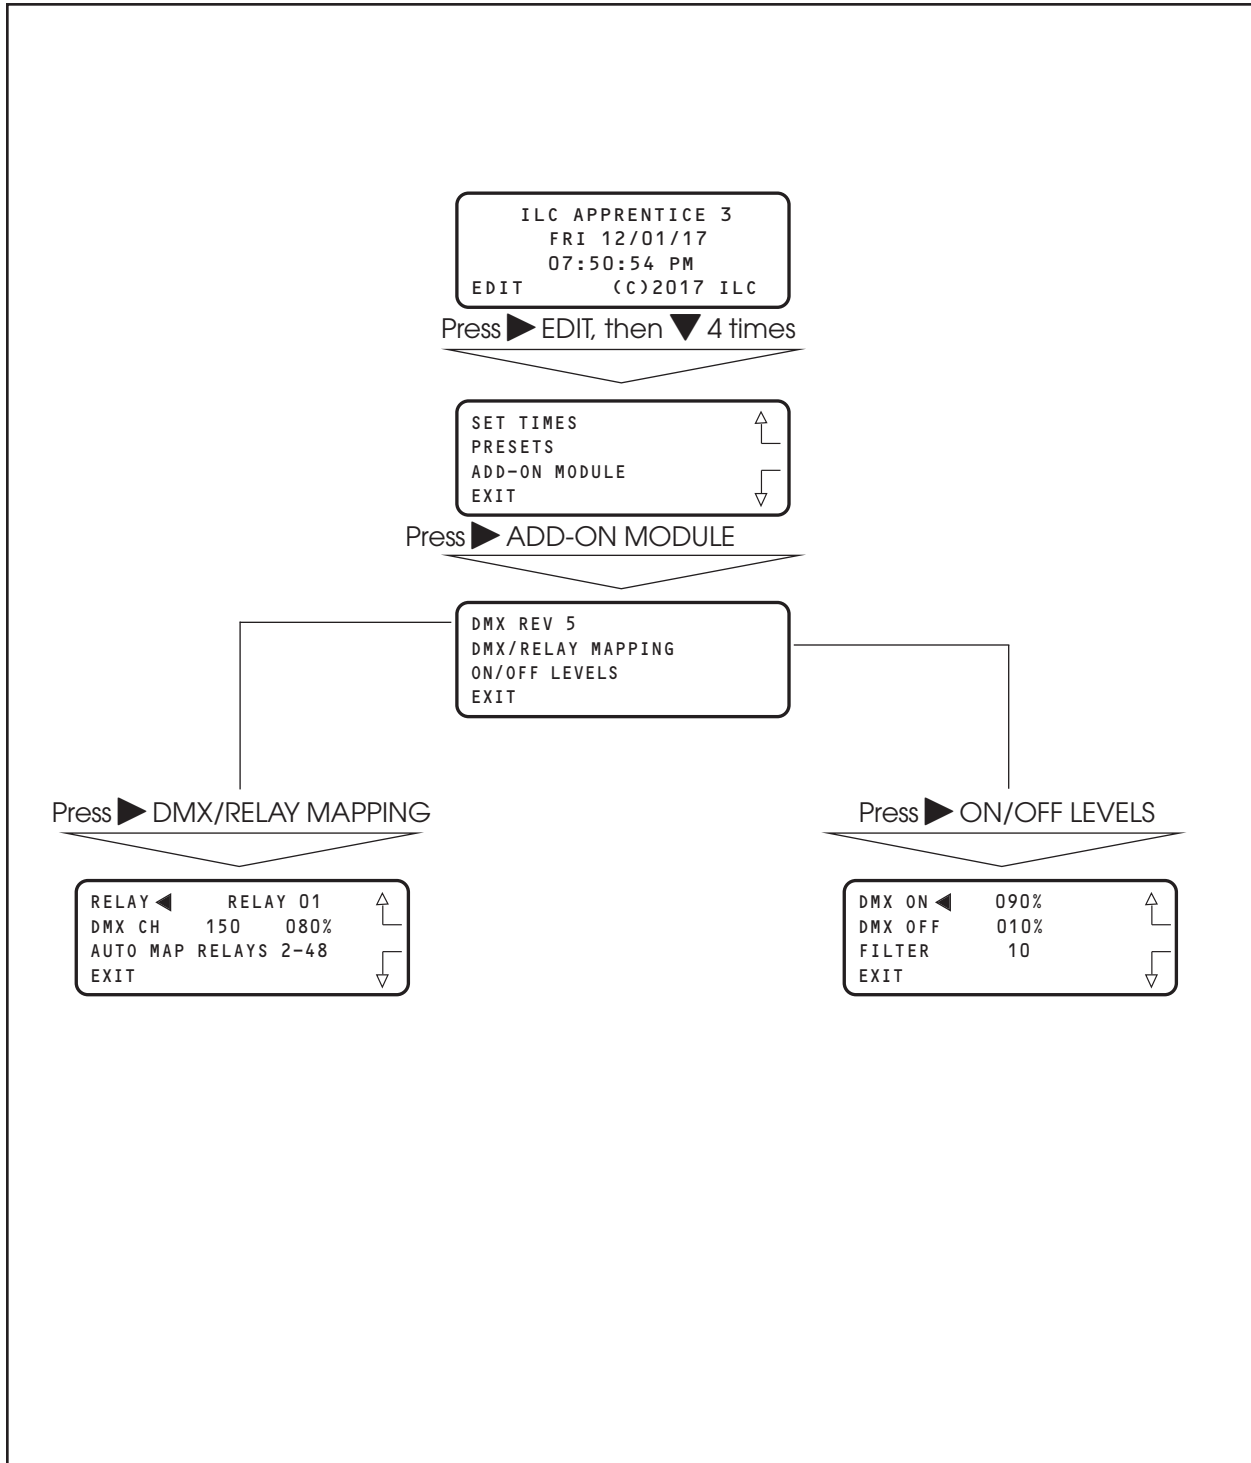 ILC APPRENTICE 3
FRI 12/01/17
07:50:54 PM
EDIT (C)2017 ILC
Press ▶ EDIT, then ▼ 4 times
SET TIMES
PRESETS
ADD-ON MODULE
EXIT
Press ▶ ADD-ON MODULE
DMX REV 5
DMX/RELAY MAPPING
ON/OFF LEVELS
EXIT
Press ▶ DMX/RELAY MAPPING
RELAY ◀ RELAY 01
DMX CH 150 080%
AUTO MAP RELAYS 2-48
EXIT
Press ▶ ON/OFF LEVELS
DMX ON ◀ 090%
DMX OFF 010%
FILTER 10
EXIT